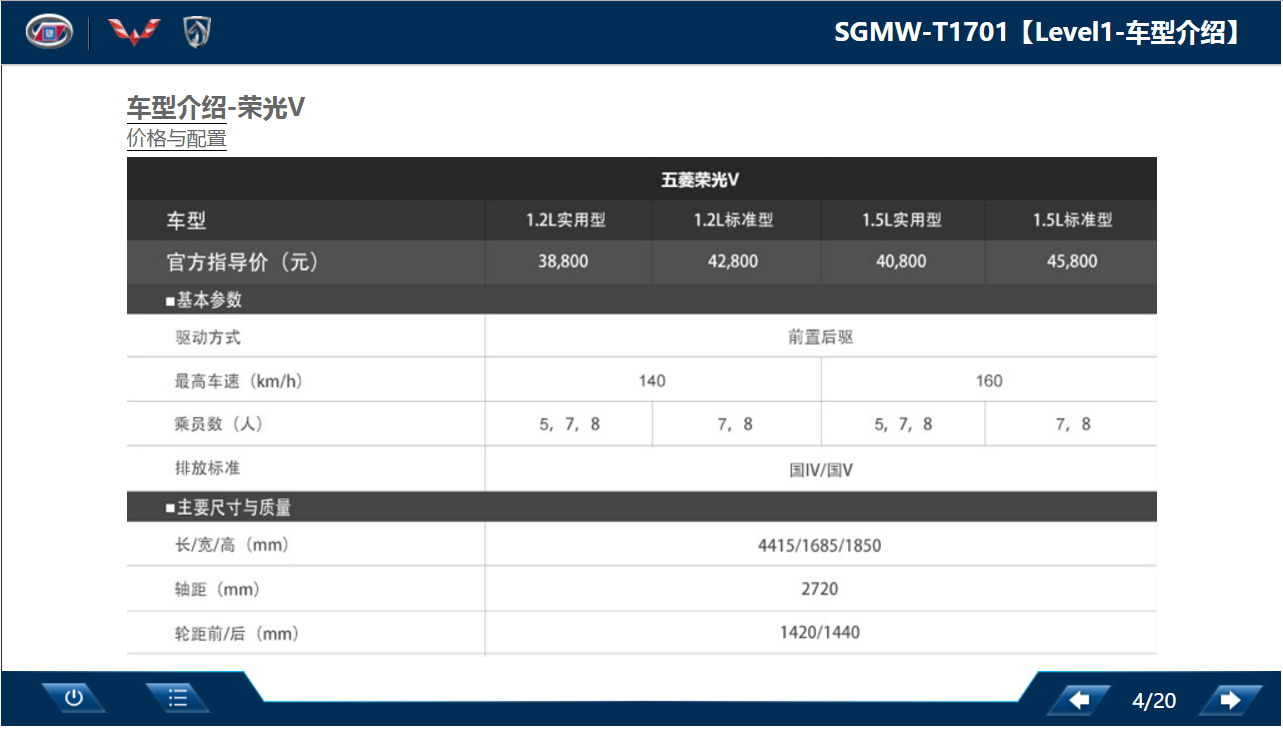 SGMW-T1701【Level1-车型介绍】
车型介绍-荣光V
价格与配置
五菱荣光V
车型 1.2L实用型 1.2L标准型 1.5L实用型 1.5L标准型
官方指导价（元） 38,800 42,800 40,800 45,800
■基本参数
驱动方式 前置后驱
最高车速（km/h） 140 160
乘员数（人） 5，7，8 7，8 5，7，8 7，8
排放标准 国IV/国V
■主要尺寸与质量
长/宽/高（mm） 4415/1685/1850
轴距（mm） 2720
轮距前/后（mm） 1420/1440
4/20